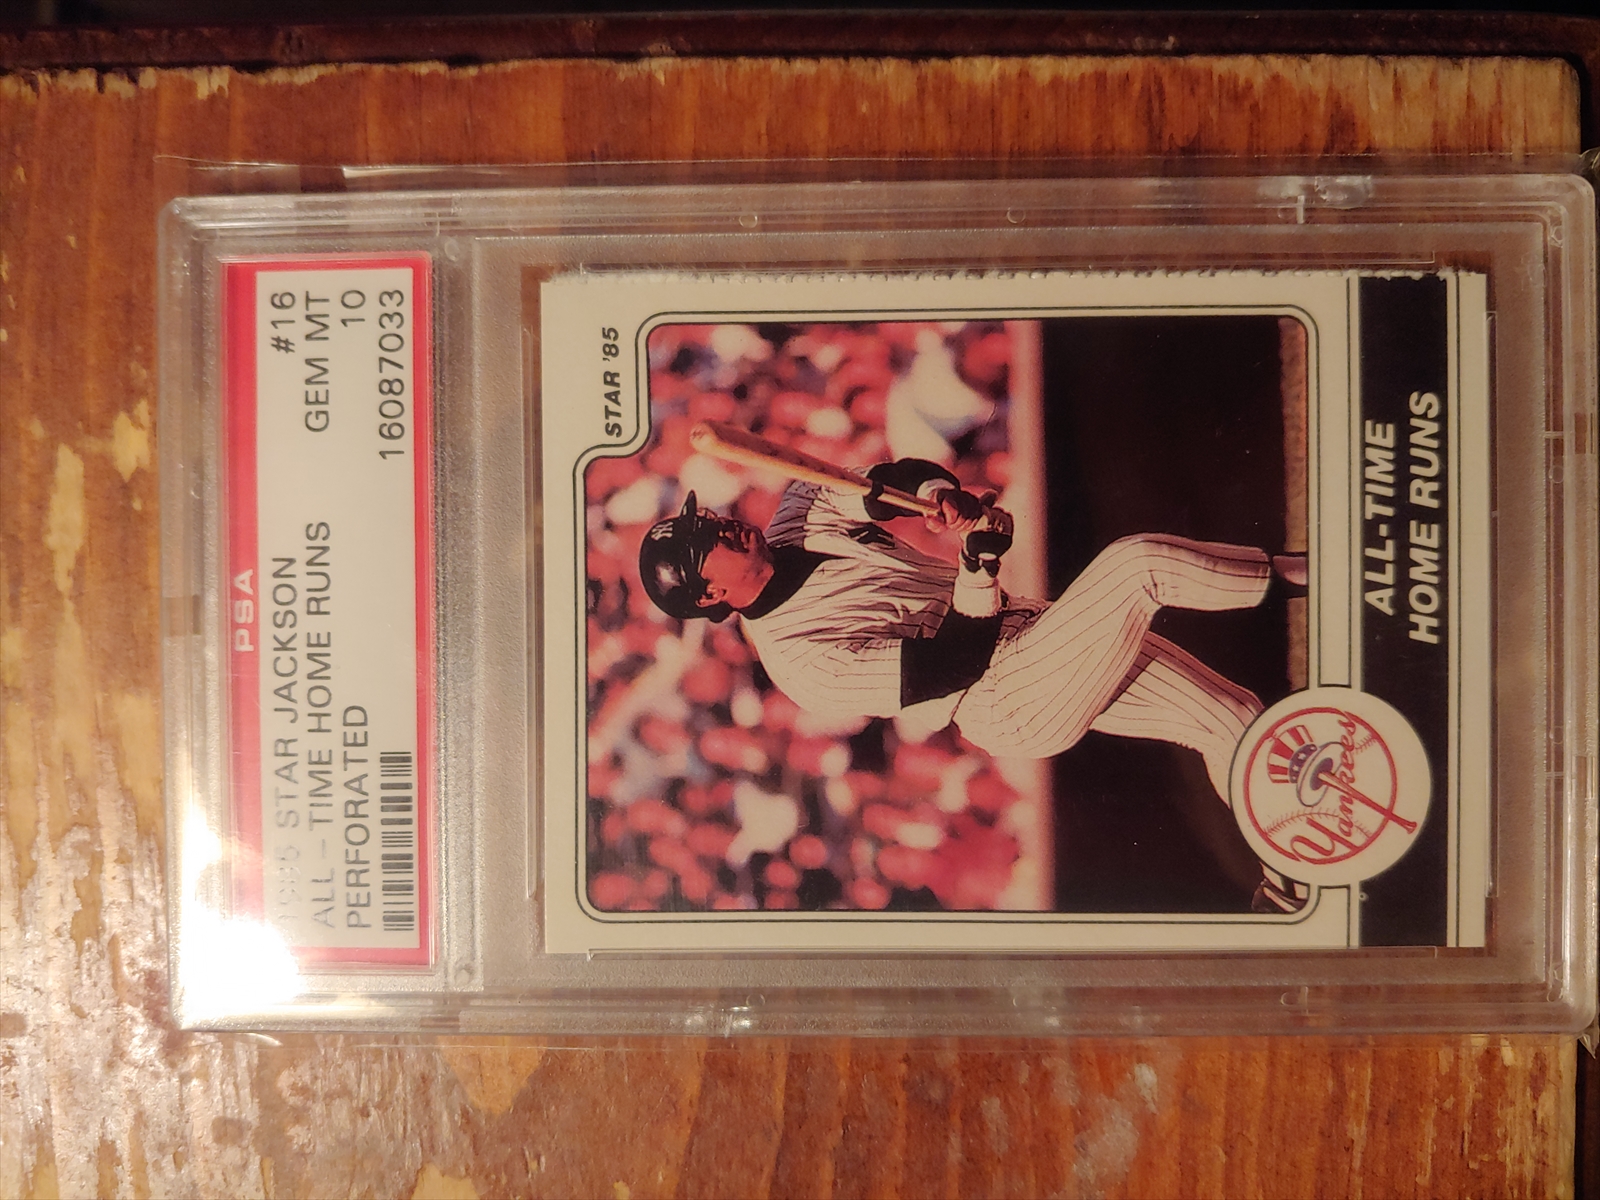 PSA
1985 STAR JACKSON #16
ALL-TIME HOME RUNS GEM MT
PERFORATED 10
16087033
STAR '85
NY
Yankees
ALL-TIME
HOME RUNS